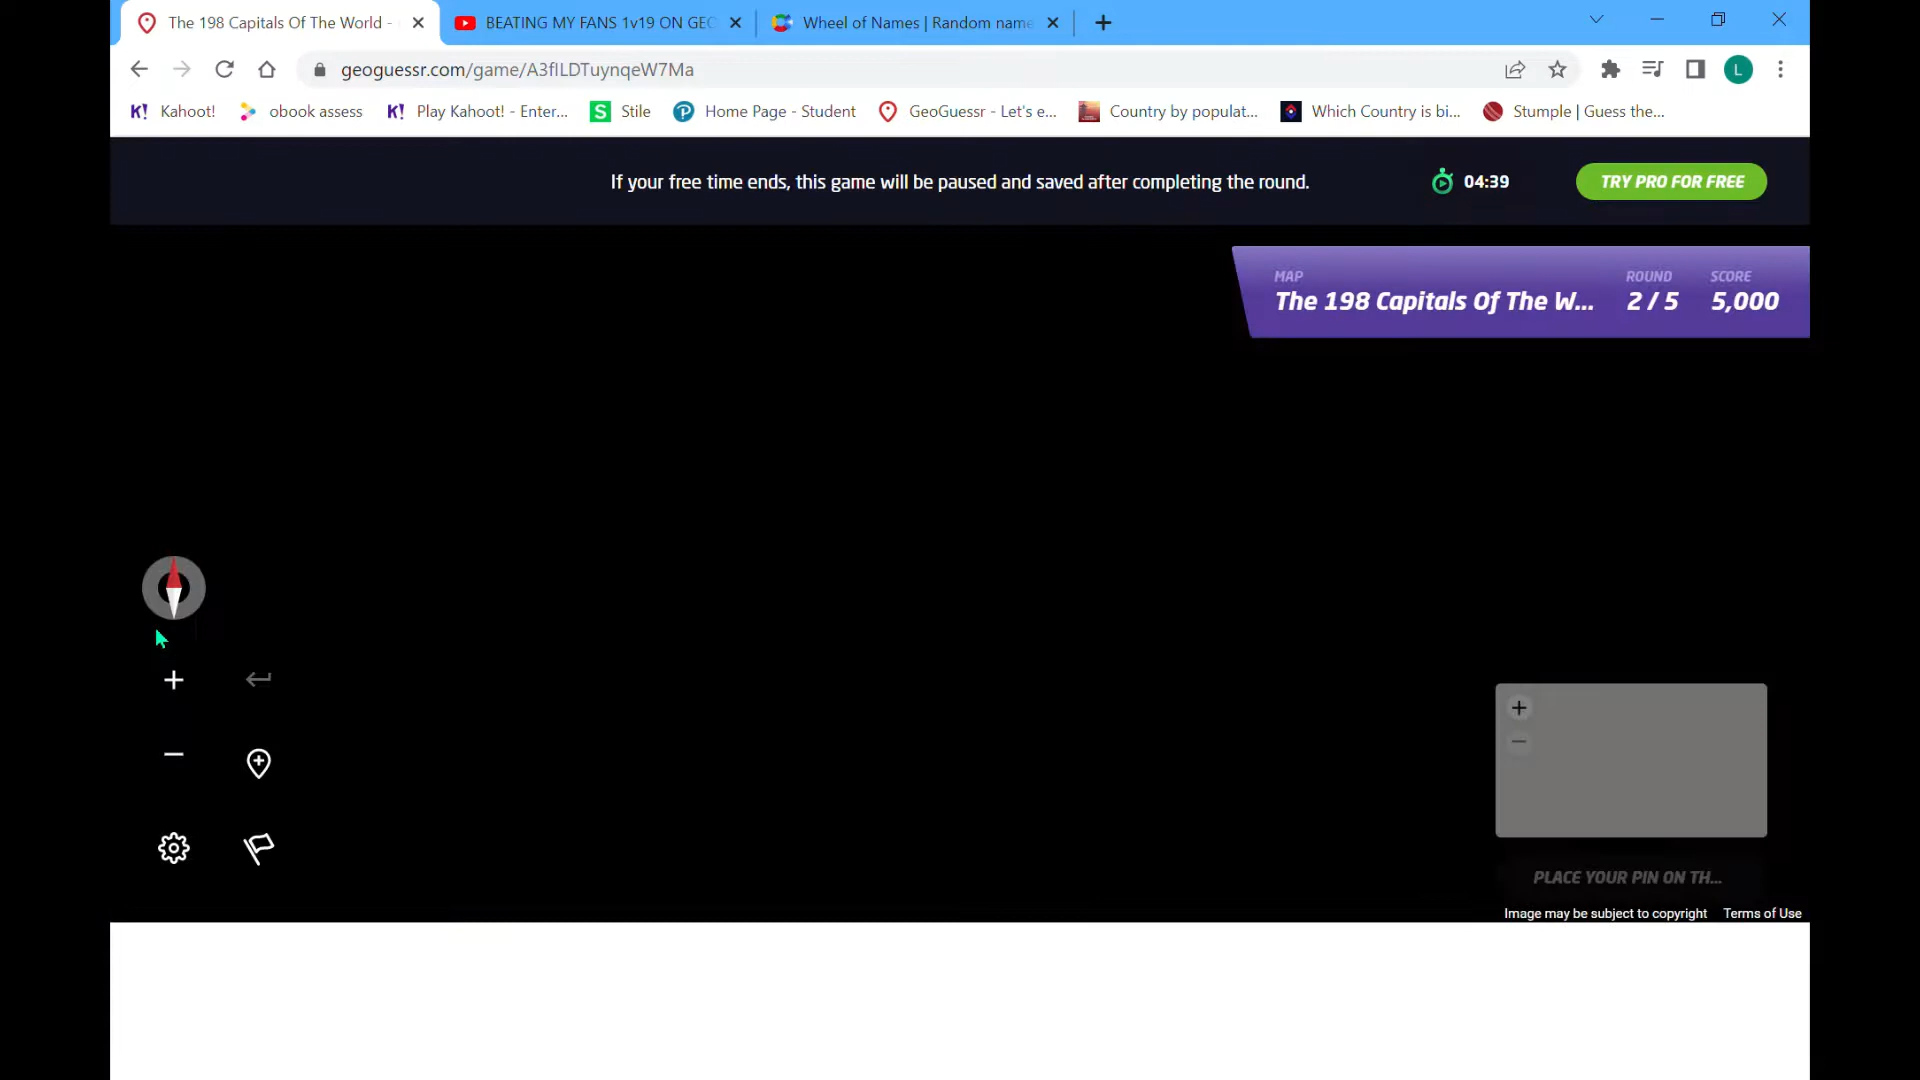 The 198 Capitals Of The World -
BEATING MY FANS 1v19 ON GEO
Wheel of Names | Random name
geoguessr.com/game/A3flLDTuynqeW7Ma
L
K! Kahoot!
obook assess
K! Play Kahoot! - Enter...
S Stile
Home Page - Student
GeoGuessr - Let's e...
Country by populat...
Which Country is bi...
Stumple | Guess the...
If your free time ends, this game will be paused and saved after completing the round.
04:39
TRY PRO FOR FREE
MAP ROUND SCORE
The 198 Capitals Of The W... 2 / 5 5,000
PLACE YOUR PIN ON TH...
Image may be subject to copyright Terms of Use